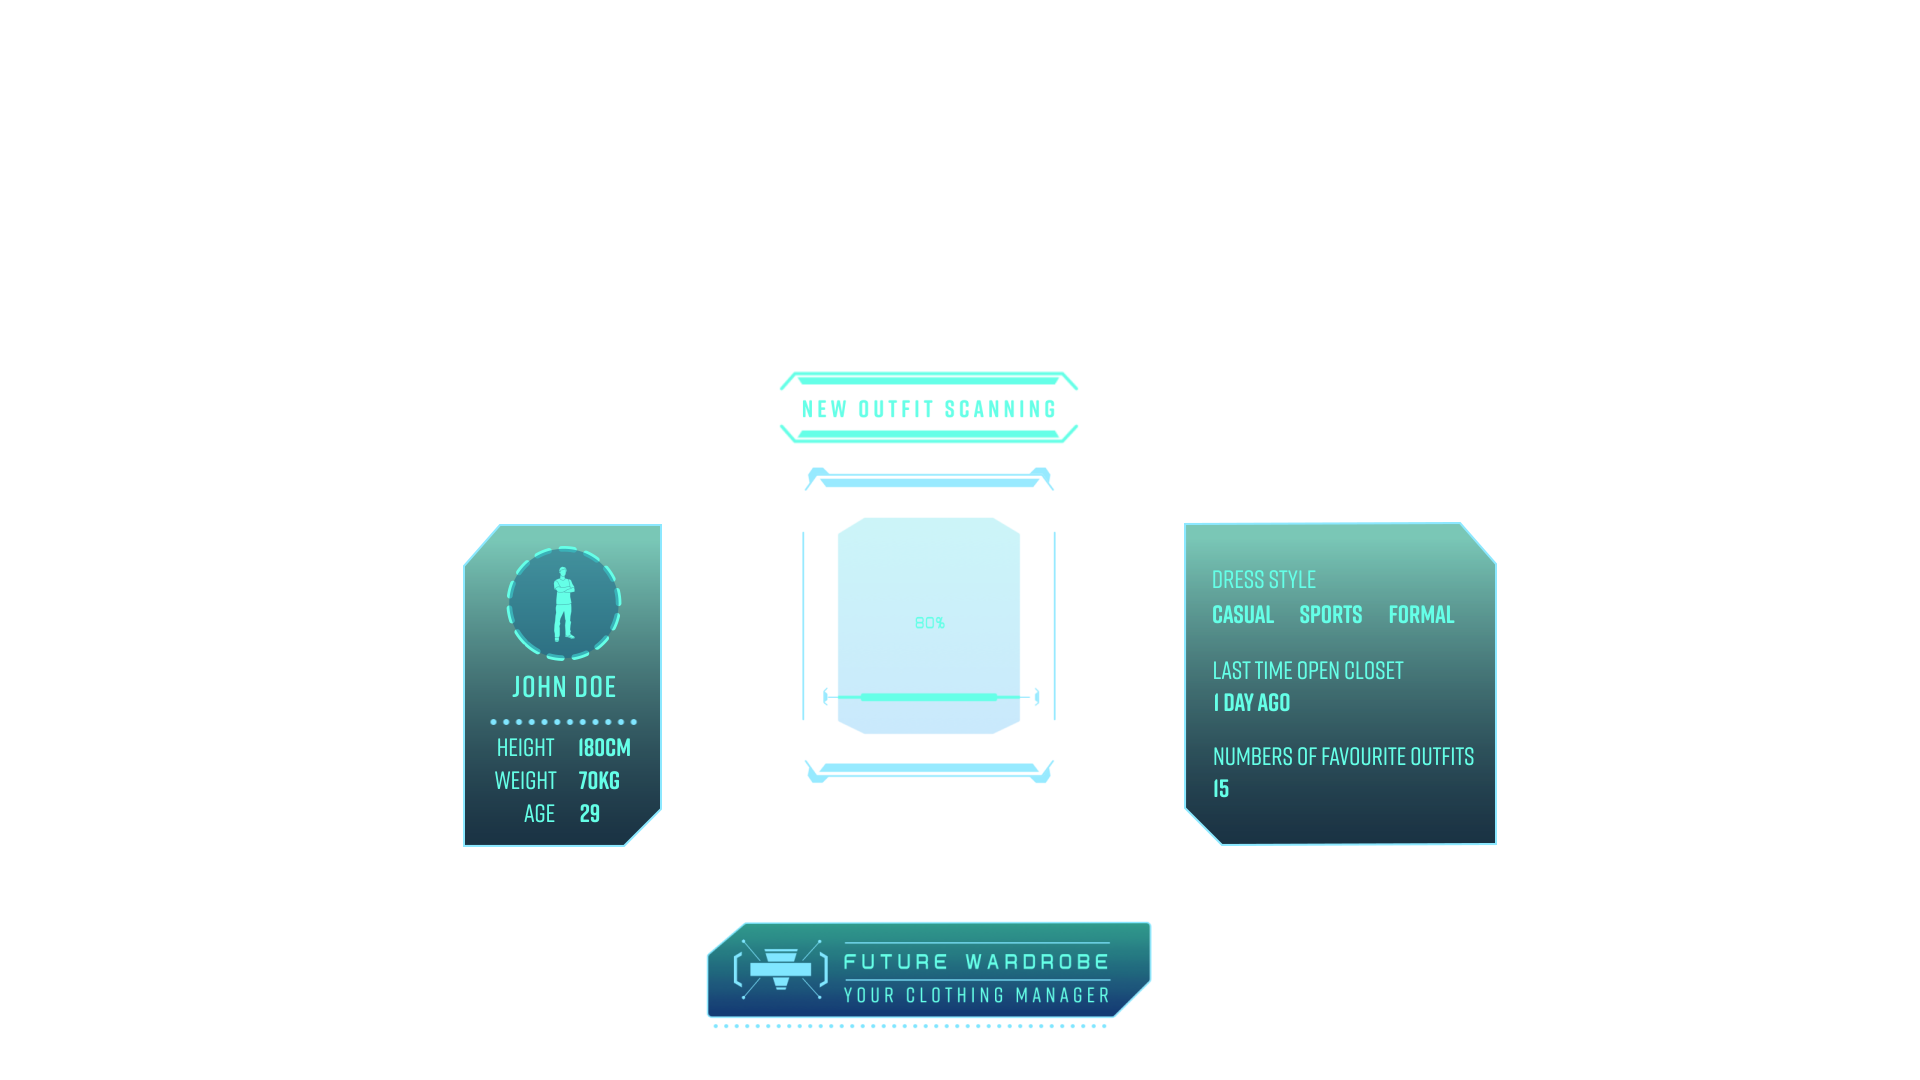 NEW OUTFIT SCANNING
80%
JOHN DOE
HEIGHT 180CM
WEIGHT 70KG
AGE 29
DRESS STYLE
CASUAL SPORTS FORMAL
LAST TIME OPEN CLOSET
1 DAY AGO
NUMBERS OF FAVOURITE OUTFITS
15
FUTURE WARDROBE
YOUR CLOTHING MANAGER